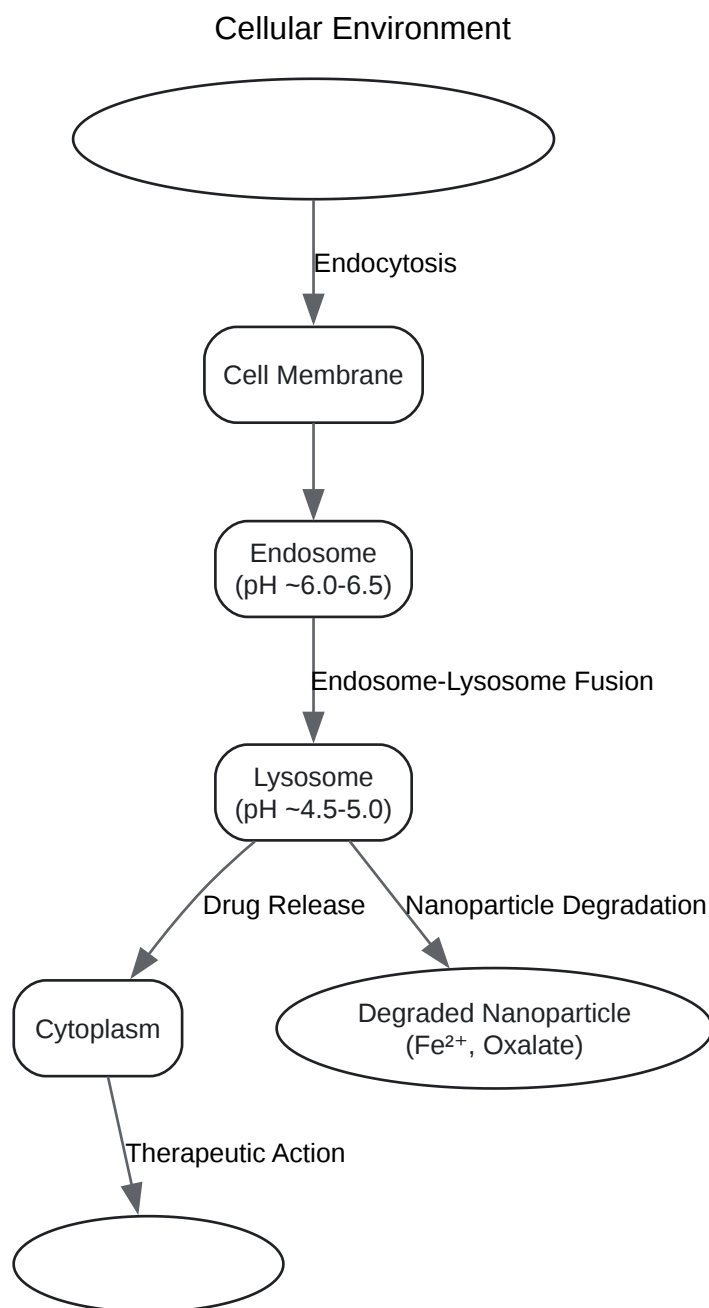 Cellular Environment
Endocytosis
Cell Membrane
Endosome
(pH ~6.0-6.5)
Endosome-Lysosome Fusion
Lysosome
(pH ~4.5-5.0)
Drug Release
Nanoparticle Degradation
Cytoplasm
Degraded Nanoparticle
(Fe²⁺, Oxalate)
Therapeutic Action